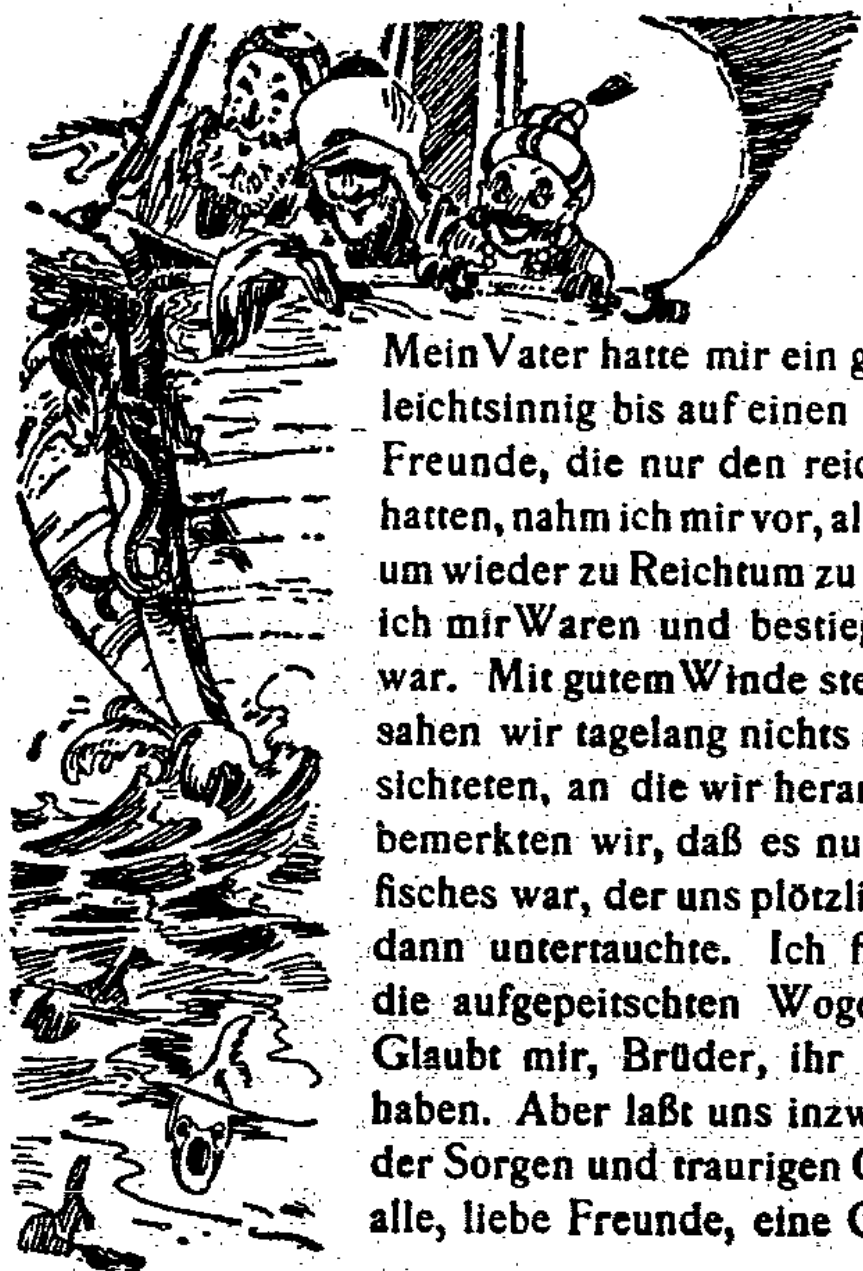 Mein Vater hatte mir ein g
leichtsinnig bis auf einen
Freunde, die nur den reic
hatten, nahm ich mir vor, al
um wieder zu Reichtum zu
ich mir Waren und bestieg
war. Mit gutem Winde ste
sahen wir tagelang nichts
sichteten, an die wir heran
bemerkten wir, daß es nu
fisches war, der uns plötzli
dann untertauchte. Ich fi
die aufgepeitschten Woge
Glaubt mir, Brüder, ihr
haben. Aber laßt uns inzw
der Sorgen und traurigen G
alle, liebe Freunde, eine G